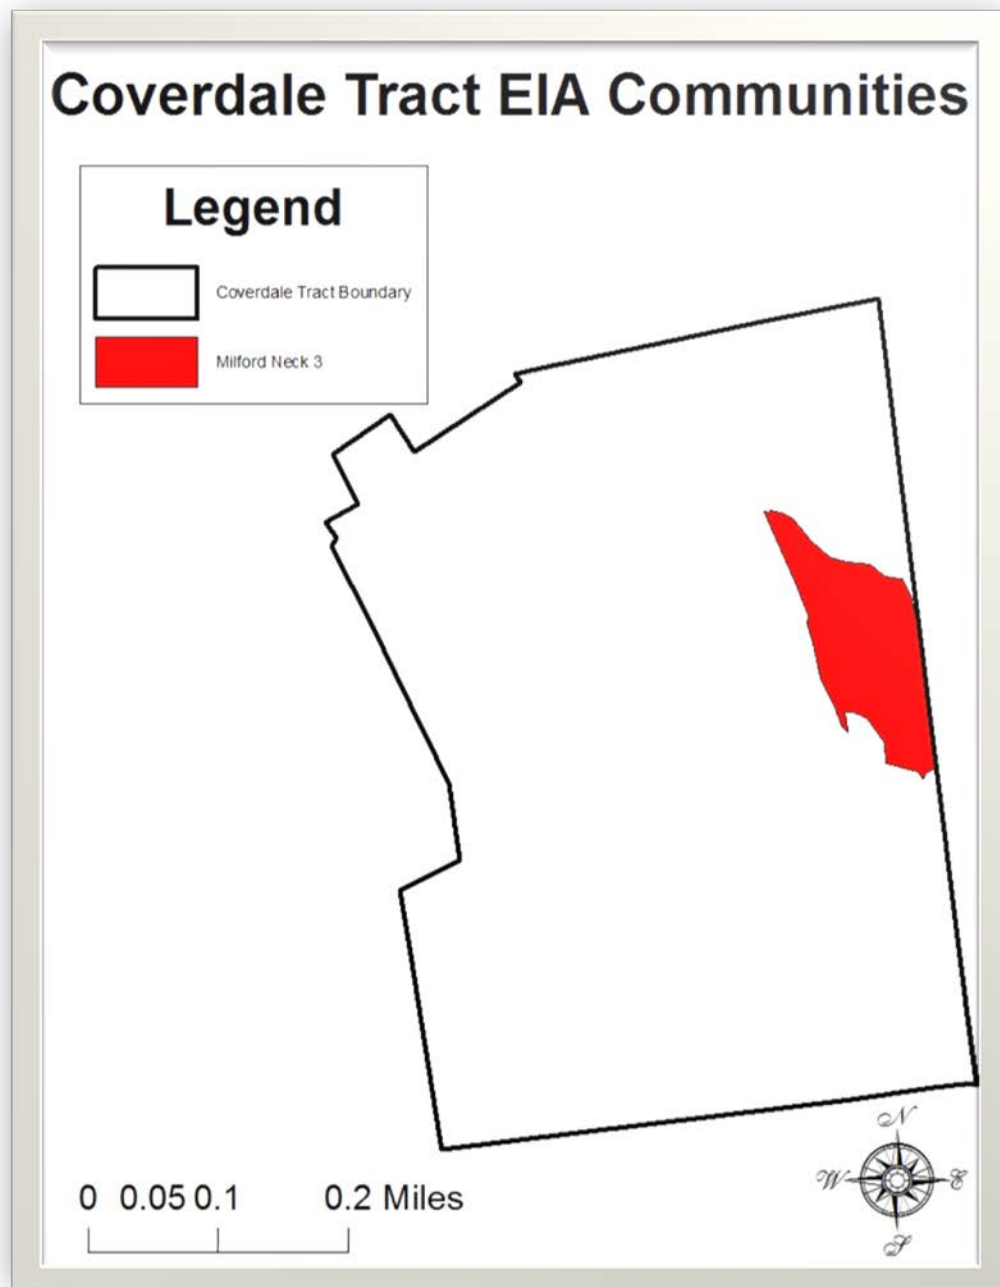 Coverdale Tract EIA Communities
Legend
Coverdale Tract Boundary
Milford Neck 3
0 0.05 0.1 0.2 Miles
N
W E
S